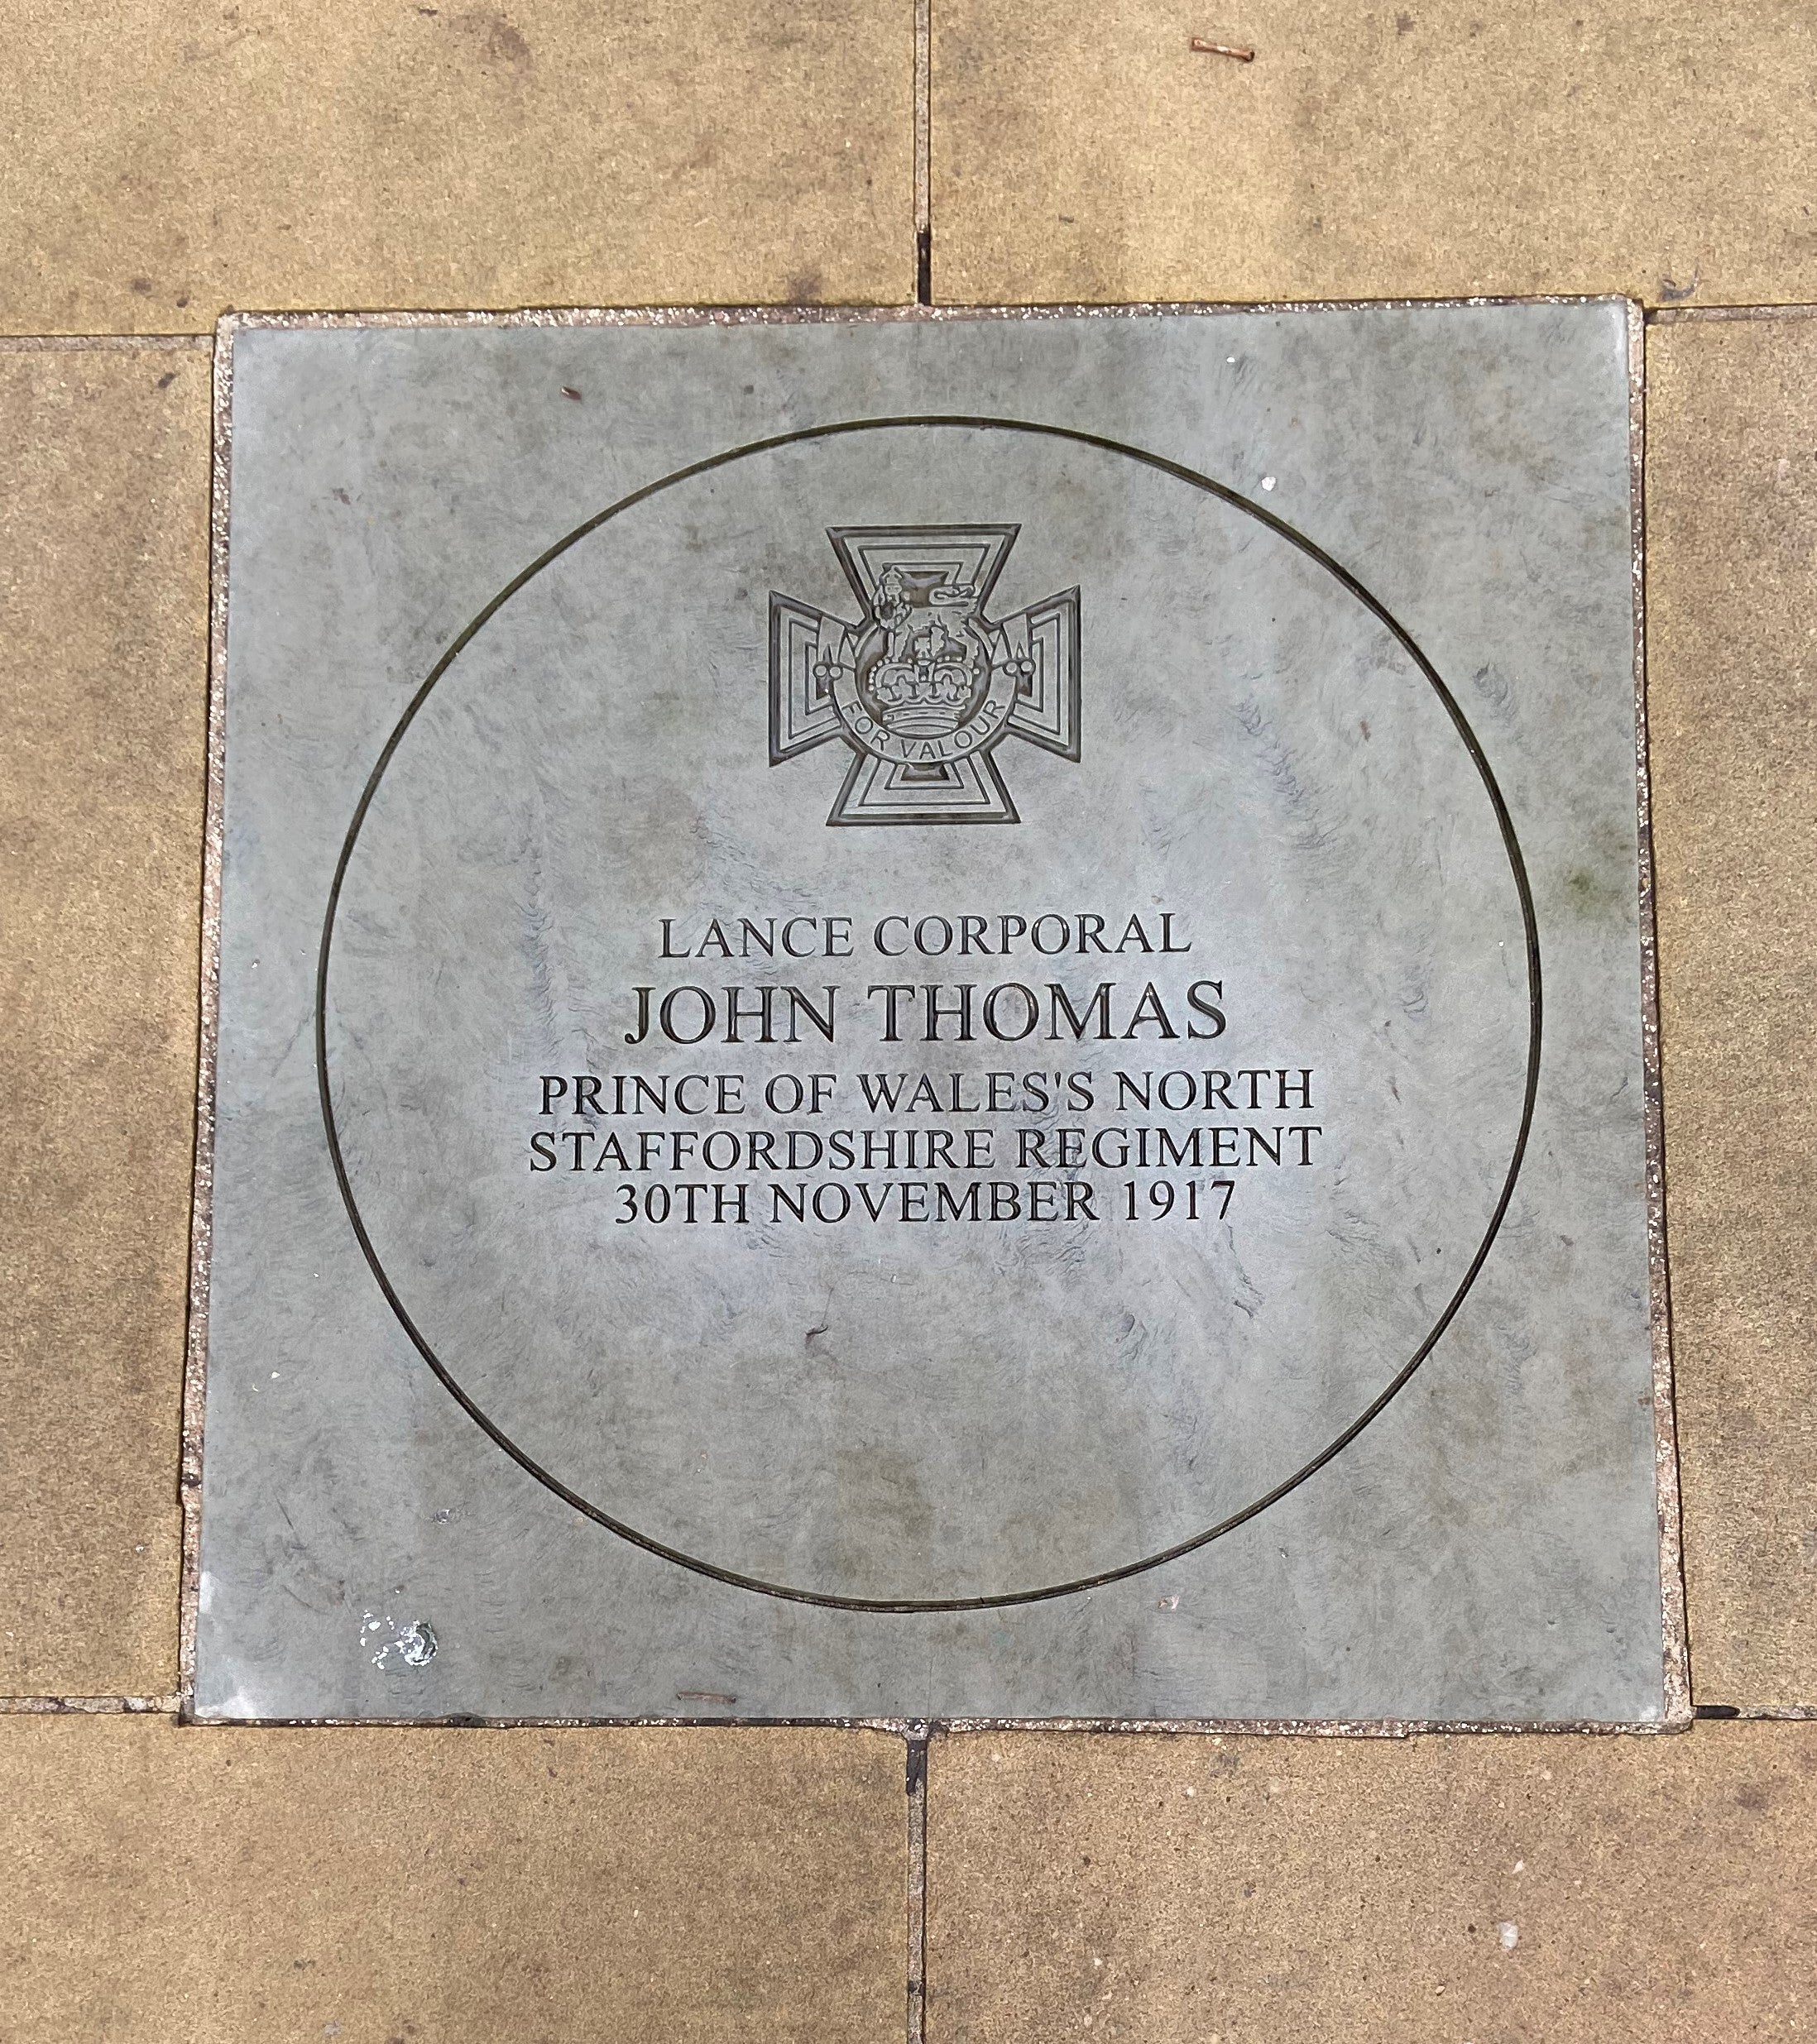 FOR VALOUR
LANCE CORPORAL
JOHN THOMAS
PRINCE OF WALES'S NORTH
STAFFORDSHIRE REGIMENT
30TH NOVEMBER 1917